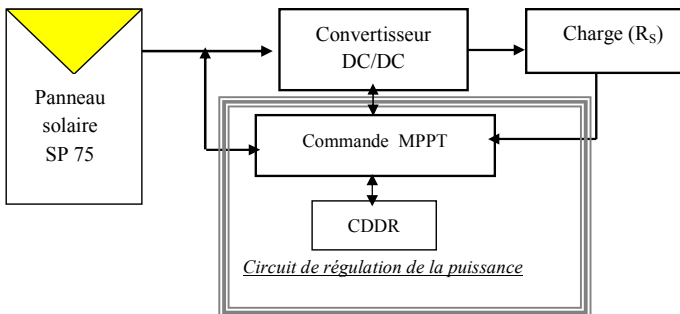 Panneau
solaire
SP 75
Convertisseur
DC/DC
Charge (RS)
Commande MPPT
CDDR
Circuit de régulation de la puissance